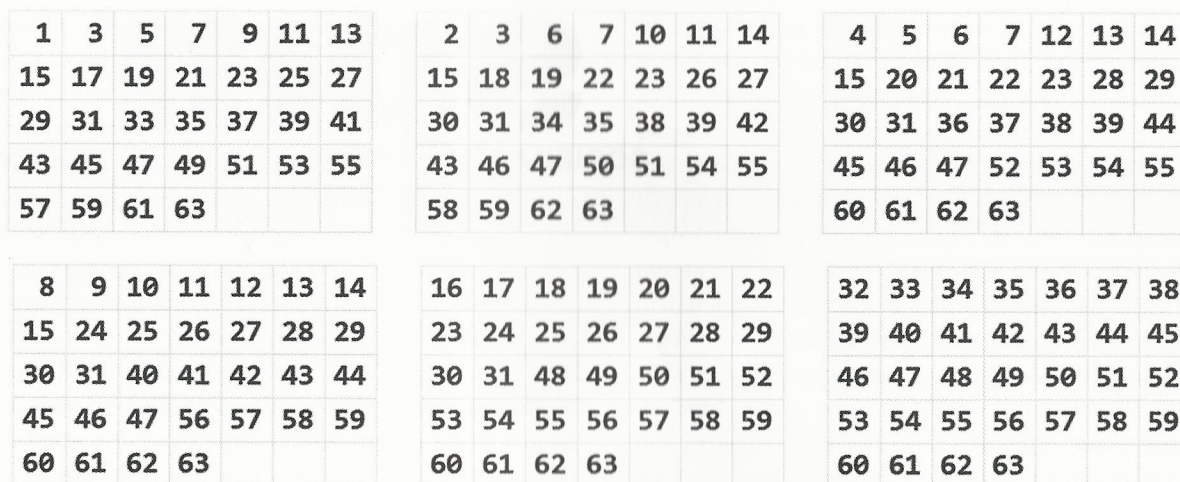 1 3 5 7 9 11 13
15 17 19 21 23 25 27
29 31 33 35 37 39 41
43 45 47 49 51 53 55
57 59 61 63
2 3 6 7 10 11 14
15 18 19 22 23 26 27
30 31 34 35 38 39 42
43 46 47 50 51 54 55
58 59 62 63
4 5 6 7 12 13 14
15 20 21 22 23 28 29
30 31 36 37 38 39 44
45 46 47 52 53 54 55
60 61 62 63
8 9 10 11 12 13 14
15 24 25 26 27 28 29
30 31 40 41 42 43 44
45 46 47 56 57 58 59
60 61 62 63
16 17 18 19 20 21 22
23 24 25 26 27 28 29
30 31 48 49 50 51 52
53 54 55 56 57 58 59
60 61 62 63
32 33 34 35 36 37 38
39 40 41 42 43 44 45
46 47 48 49 50 51 52
53 54 55 56 57 58 59
60 61 62 63